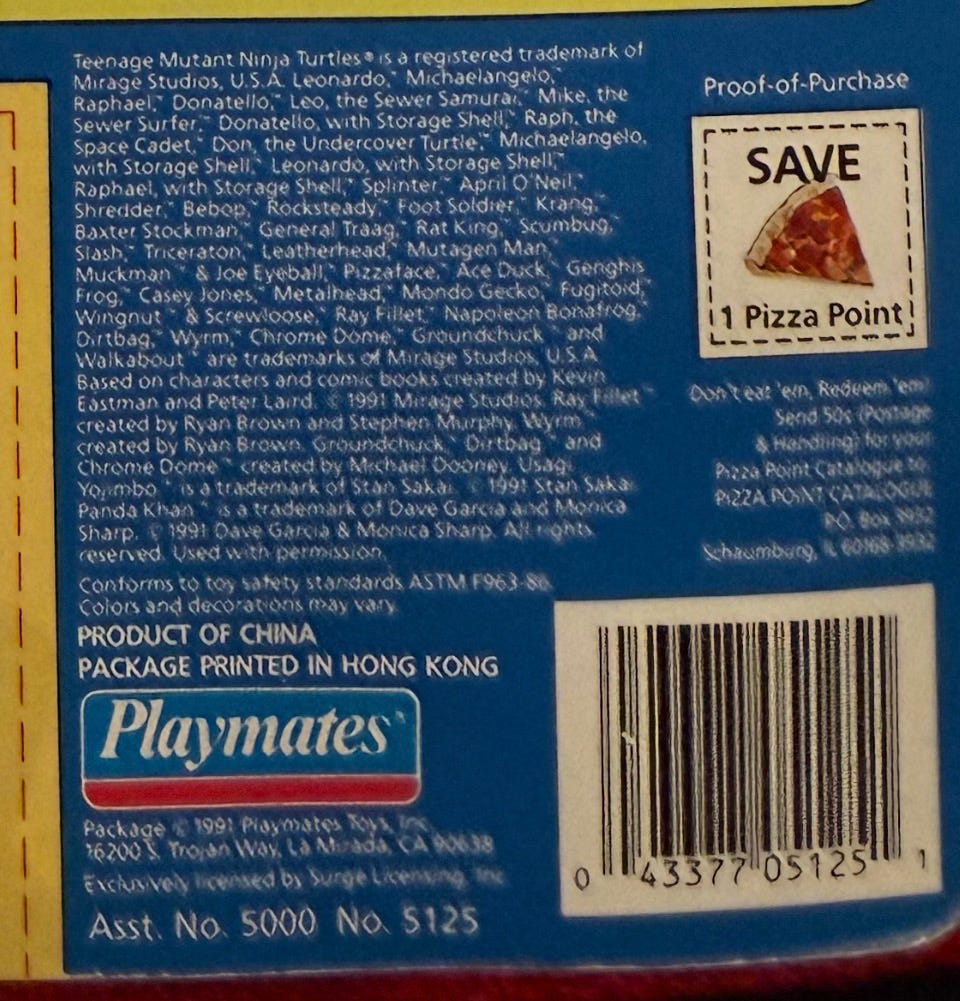 Teenage Mutant Ninja Turtles® is a registered trademark of
Mirage Studios, U.S.A. Leonardo,™ Michaelangelo,™
Raphael,™ Donatello,™ Leo, the Sewer Samurai,™ Mike, the
Sewer Surfer,™ Donatello, with Storage Shell,™ Raph, the
Space Cadet,™ Don, the Undercover Turtle,™ Michaelangelo,
with Storage Shell,™ Leonardo, with Storage Shell,™
Raphael, with Storage Shell,™ Splinter,™ April O'Neil,™
Shredder,™ Bebop,™ Rocksteady,™ Foot Soldier,™ Krang,™
Baxter Stockman,™ General Traag,™ Rat King,™ Scumbug,™
Slash,™ Triceraton,™ Leatherhead,™ Mutagen Man,™
Muckman™ & Joe Eyeball,™ Pizzaface,™ Ace Duck,™ Genghis
Frog,™ Casey Jones,™ Metalhead,™ Mondo Gecko,™ Fugitoid,™
Wingnut™ & Screwloose,™ Ray Fillet,™ Napoleon Bonafrog,™
Dirtbag,™ Wyrm,™ Chrome Dome,™ Groundchuck™ and
Walkabout™ are trademarks of Mirage Studios, U.S.A.
Based on characters and comic books created by Kevin
Eastman and Peter Laird. © 1991 Mirage Studios. Ray Fillet™
created by Ryan Brown and Stephen Murphy. Wyrm™
created by Ryan Brown. Groundchuck,™ Dirtbag™ and
Chrome Dome™ created by Michael Dooney. Usagi
Yojimbo™ is a trademark of Stan Sakai. © 1991 Stan Sakai.
Panda Khan™ is a trademark of Dave Garcia and Monica
Sharp. © 1991 Dave Garcia & Monica Sharp. All rights
reserved. Used with permission.
Conforms to toy safety standards ASTM F963-86.
Colors and decorations may vary.
PRODUCT OF CHINA
PACKAGE PRINTED IN HONG KONG
Playmates®
Package © 1991 Playmates Toys, Inc.
16200 S. Trojan Way, La Mirada, CA 90638
Exclusively licensed by Surge Licensing, Inc.
Asst. No. 5000 No. 5125
Proof-of-Purchase
SAVE
1 Pizza Point
Don't eat 'em, Redeem 'em!
Send 50¢ (Postage
& Handling) for your
Pizza Point Catalogue to:
PIZZA POINT CATALOGUE
P.O. Box
Schaumburg, IL 60168-3932
0 43377 05125 1